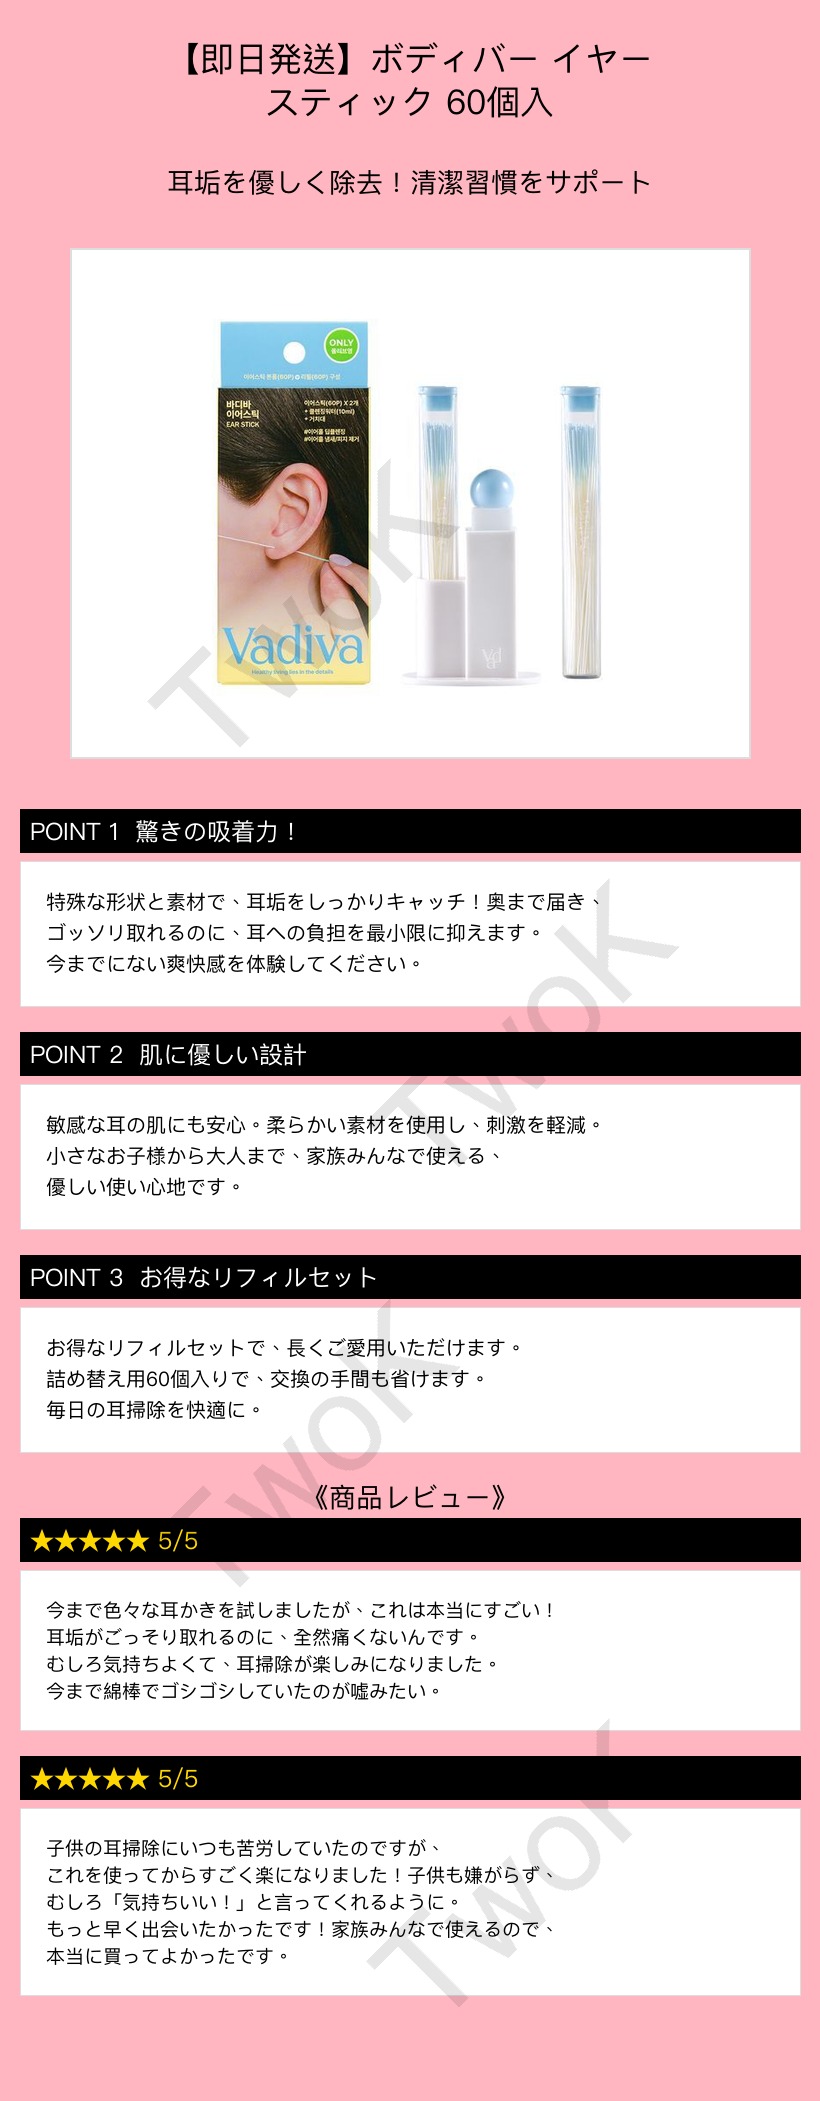 【即日発送】ボディバー イヤー
スティック 60個入
耳垢を優しく除去！清潔習慣をサポート
ONLY
올리브영
이어스틱 본품(60P)+리필(60P) 구성
바디바
이어스틱
EAR STICK
이어스틱(60P) X 2개
+ 클렌징워터(10ml)
+ 거치대
#이어홀 딥클렌징
#이어홀 냄새/피지 제거
Vadiva
Healthy living lies in the details
TwoK
POINT 1 驚きの吸着力！
特殊な形状と素材で、耳垢をしっかりキャッチ！奥まで届き、
ゴッソリ取れるのに、耳への負担を最小限に抑えます。
今までにない爽快感を体験してください。
TwoK
POINT 2 肌に優しい設計
敏感な耳の肌にも安心。柔らかい素材を使用し、刺激を軽減。
小さなお子様から大人まで、家族みんなで使える、
優しい使い心地です。
POINT 3 お得なリフィルセット
お得なリフィルセットで、長くご愛用いただけます。
詰め替え用60個入りで、交換の手間も省けます。
毎日の耳掃除を快適に。
TwoK
《商品レビュー》
★★★★★ 5/5
今まで色々な耳かきを試しましたが、これは本当にすごい！
耳垢がごっそり取れるのに、全然痛くないんです。
むしろ気持ちよくて、耳掃除が楽しみになりました。
今まで綿棒でゴシゴシしていたのが嘘みたい。
★★★★★ 5/5
子供の耳掃除にいつも苦労していたのですが、
これを使ってからすごく楽になりました！子供も嫌がらず、
むしろ「気持ちいい！」と言ってくれるように。
もっと早く出会いたかったです！家族みんなで使えるので、
本当に買ってよかったです。
TwoK